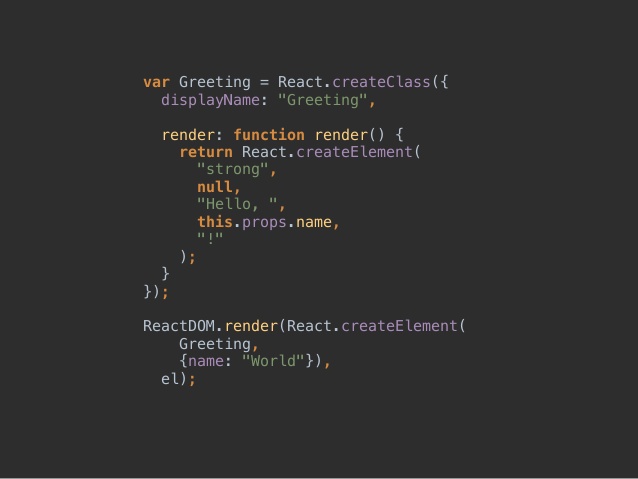 var Greeting = React.createClass({
  displayName: "Greeting",

  render: function render() {
    return React.createElement(
      "strong",
      null,
      "Hello, ",
      this.props.name,
      "!"
    );
  }
});

ReactDOM.render(React.createElement(
    Greeting,
    {name: "World"}),
  el);